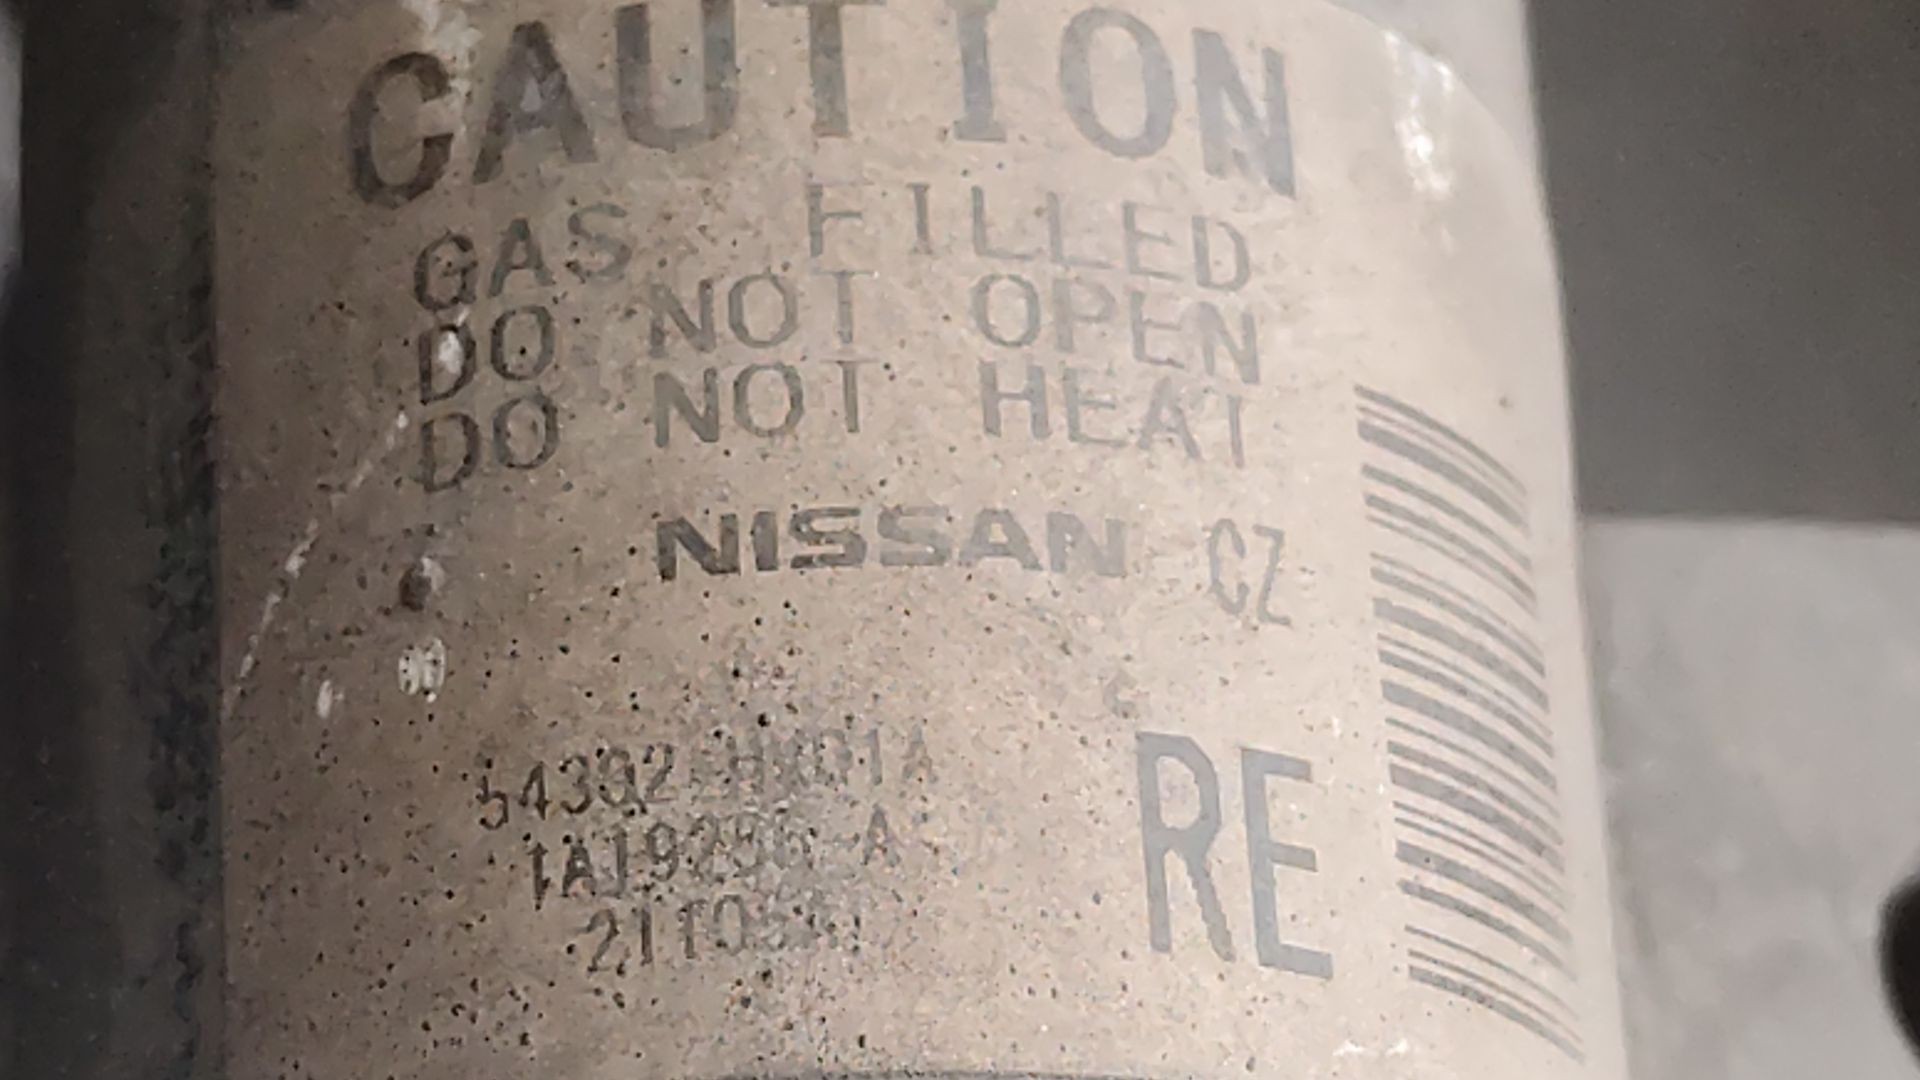 CAUTION
GAS FILLED
DO NOT OPEN
DO NOT HEAT
NISSAN CZ
RE